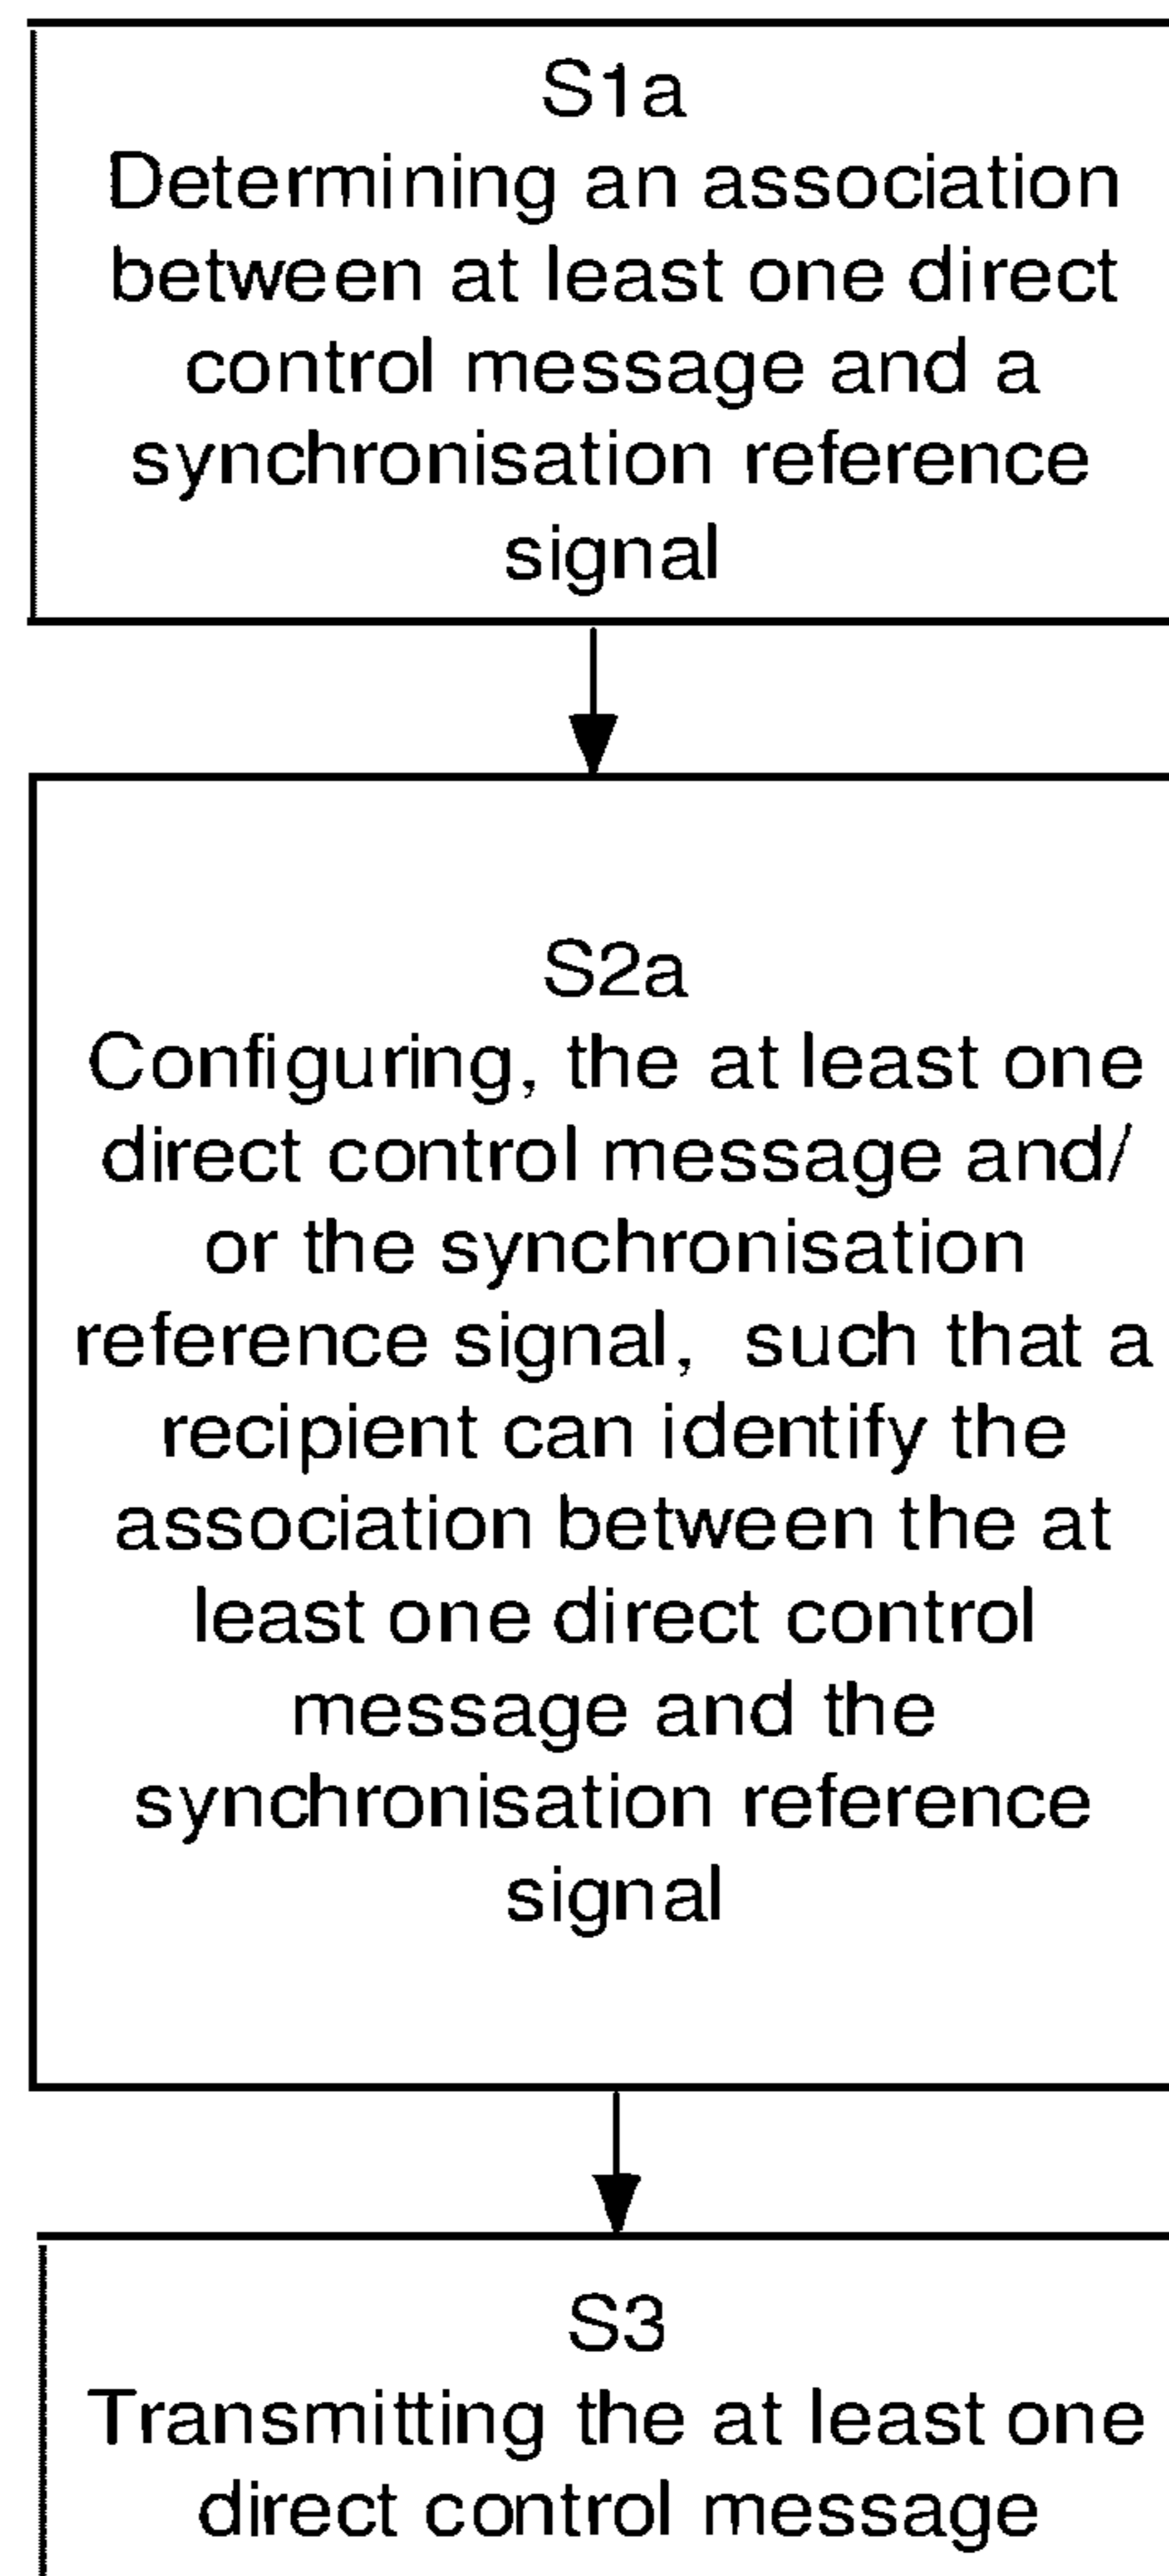 S1a
Determining an association
between at least one direct
control message and a
synchronisation reference
signal
S2a
Configuring, the at least one
direct control message and/
or the synchronisation
reference signal, such that a
recipient can identify the
association between the at
least one direct control
message and the
synchronisation reference
signal
S3
Transmitting the at least one
direct control message